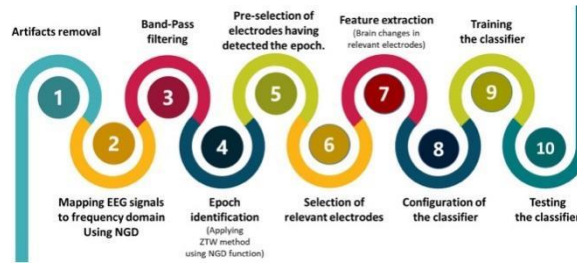 Artifacts removal
1
Mapping EEG signals
to frequency domain
Using NGD
2
Band-Pass
filtering
3
Epoch
identification
(Applying
ZTW method
using NGD function)
4
Pre-selection of
electrodes having
detected the epoch.
5
Selection of
relevant electrodes
6
Feature extraction
(Brain changes in
relevant electrodes)
7
Configuration of
the classifier
8
Training
the classifier
9
Testing
the classifier
10